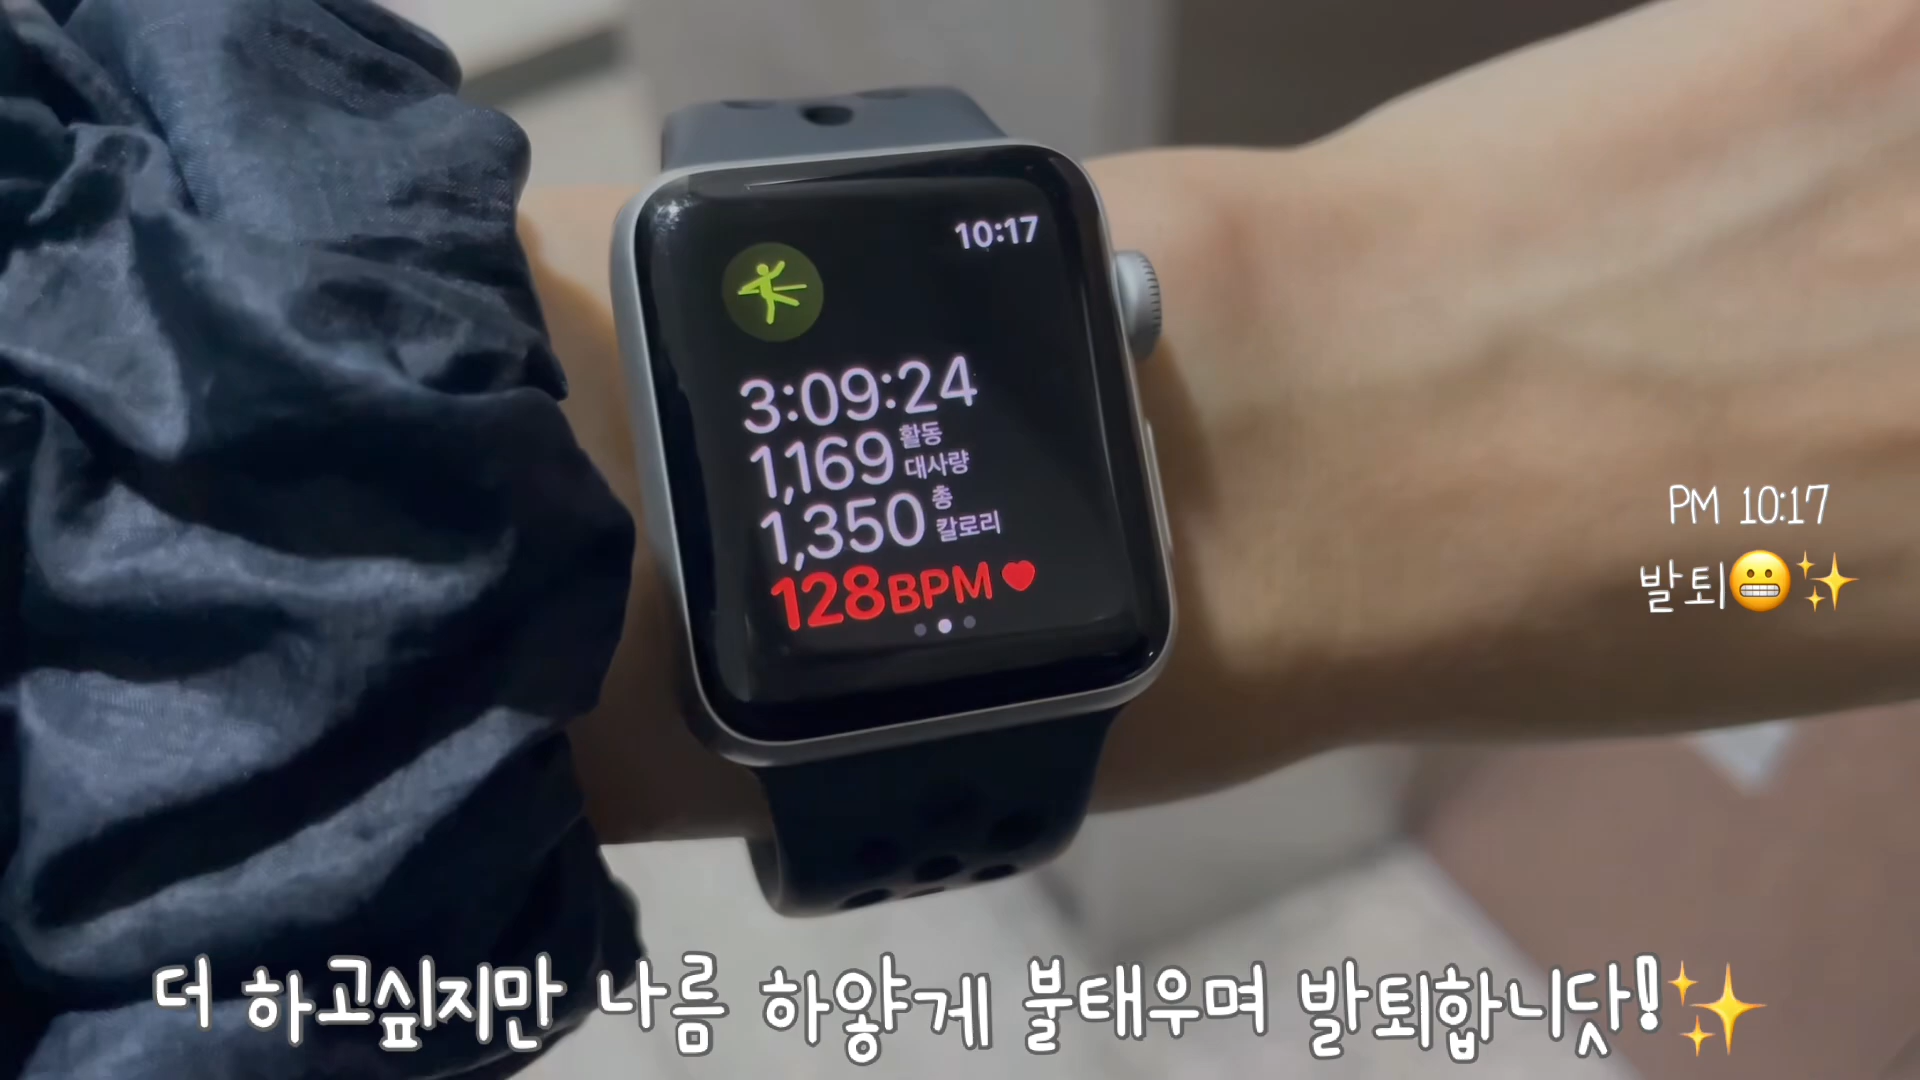 10:17
3:09:24
1,169 활동 대사량
1,350 총 칼로리
128BPM
PM 10:17
발퇴😬✨
더 하고싶지만 나름 하얗게 불태우며 발퇴합니닷!✨